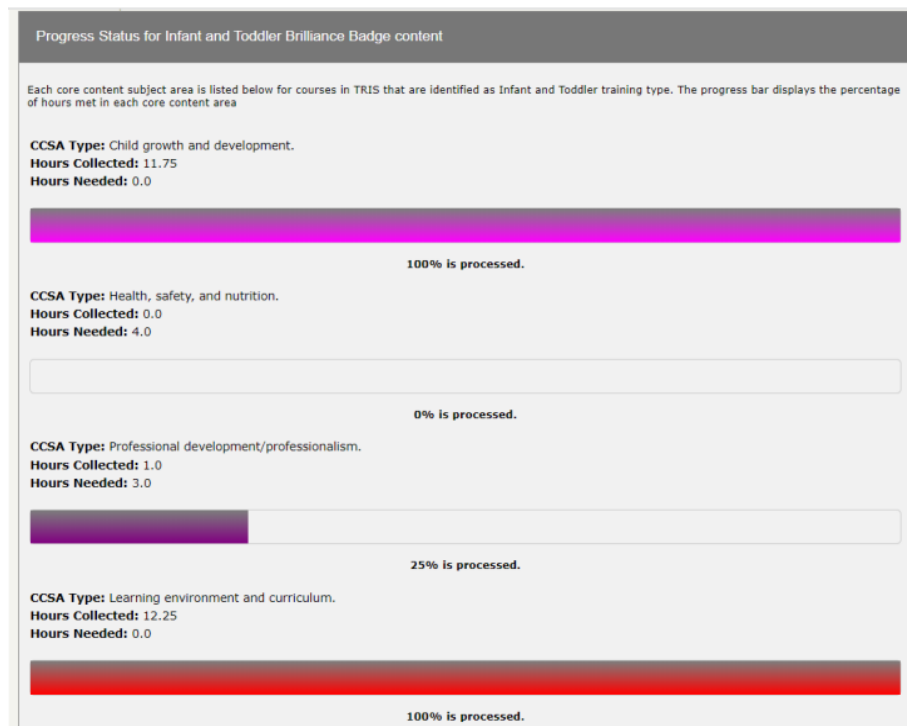 Progress Status for Infant and Toddler Brilliance Badge content
Each core content subject area is listed below for courses in TRIS that are identified as Infant and Toddler training type. The progress bar displays the percentage
of hours met in each core content area
CCSA Type: Child growth and development.
Hours Collected: 11.75
Hours Needed: 0.0
100% is processed.
CCSA Type: Health, safety, and nutrition.
Hours Collected: 0.0
Hours Needed: 4.0
0% is processed.
CCSA Type: Professional development/professionalism.
Hours Collected: 1.0
Hours Needed: 3.0
25% is processed.
CCSA Type: Learning environment and curriculum.
Hours Collected: 12.25
Hours Needed: 0.0
100% is processed.